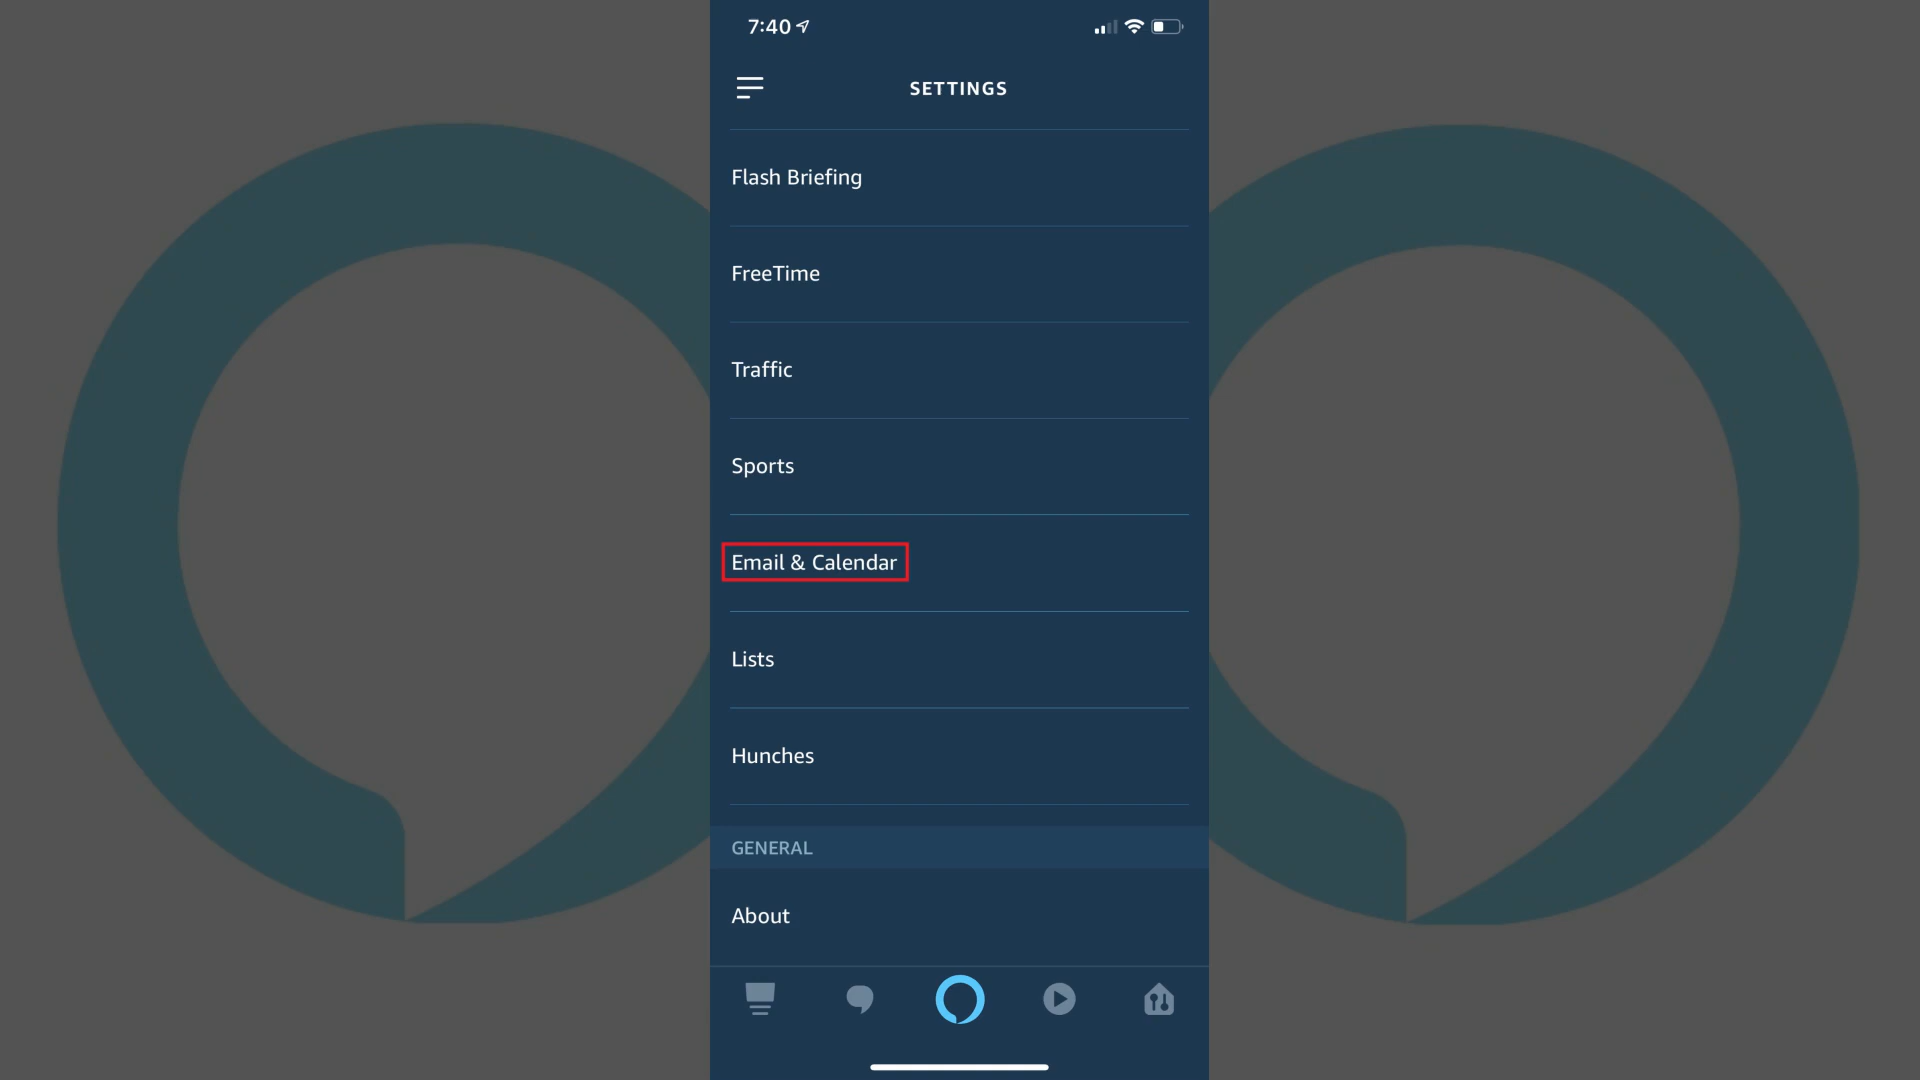 7:40
SETTINGS
Flash Briefing
FreeTime
Traffic
Sports
Email & Calendar
Lists
Hunches
GENERAL
About